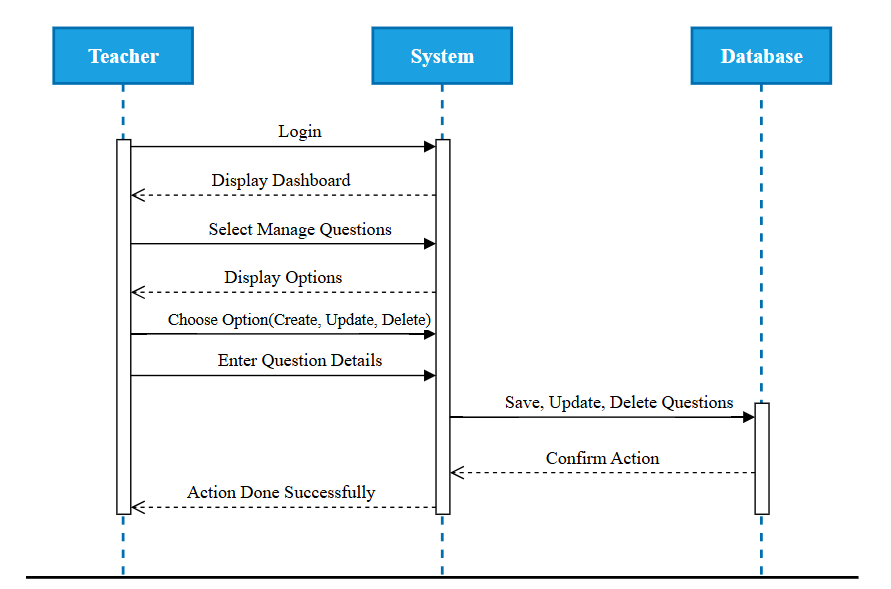 Teacher
System
Database
Login
Display Dashboard
Select Manage Questions
Display Options
Choose Option(Create, Update, Delete)
Enter Question Details
Save, Update, Delete Questions
Confirm Action
Action Done Successfully